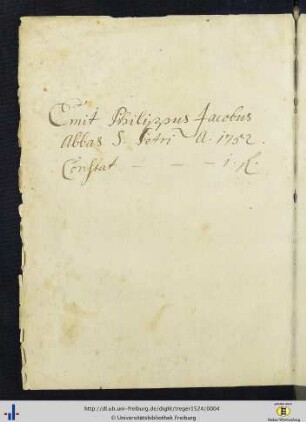 Emit Philippus Jacobus
Abbas S. Petri A. 1752.
Constat — — — 1. fl.
http://dl.ub.uni-freiburg.de/diglit/treger1524/0004
© Universitätsbibliothek Freiburg